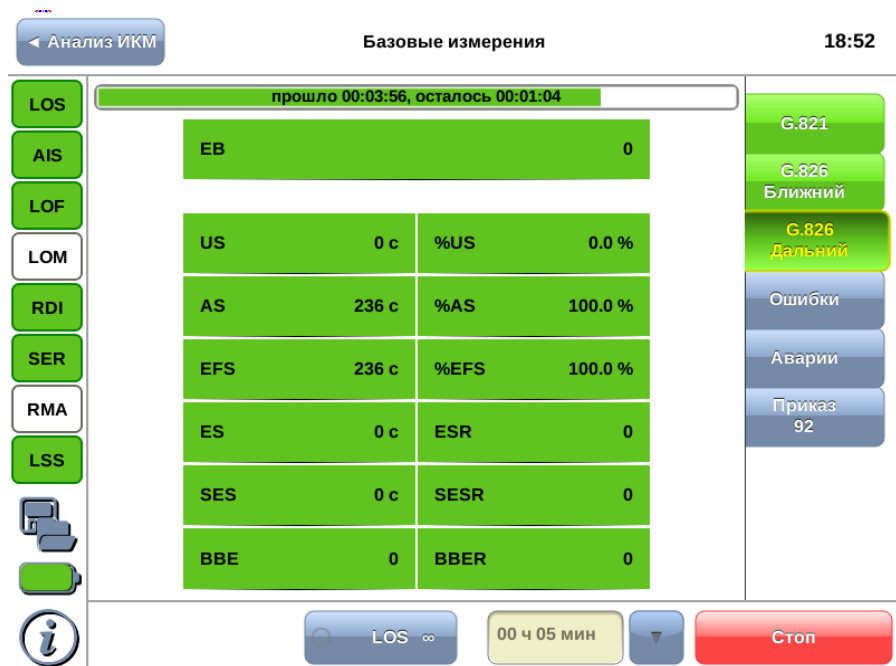 ◄ Анализ ИКМ
Базовые измерения
18:52
LOS
AIS
LOF
LOM
RDI
SER
RMA
LSS
прошло 00:03:56, осталось 00:01:04
EB 0
US 0 с %US 0.0 %
AS 236 с %AS 100.0 %
EFS 236 с %EFS 100.0 %
ES 0 с ESR 0
SES 0 с SESR 0
BBE 0 BBER 0
G.821
G.826
Ближний
G.826
Дальний
Ошибки
Аварии
Приказ
92
i
LOS ∞
00 ч 05 мин
▼
Стоп